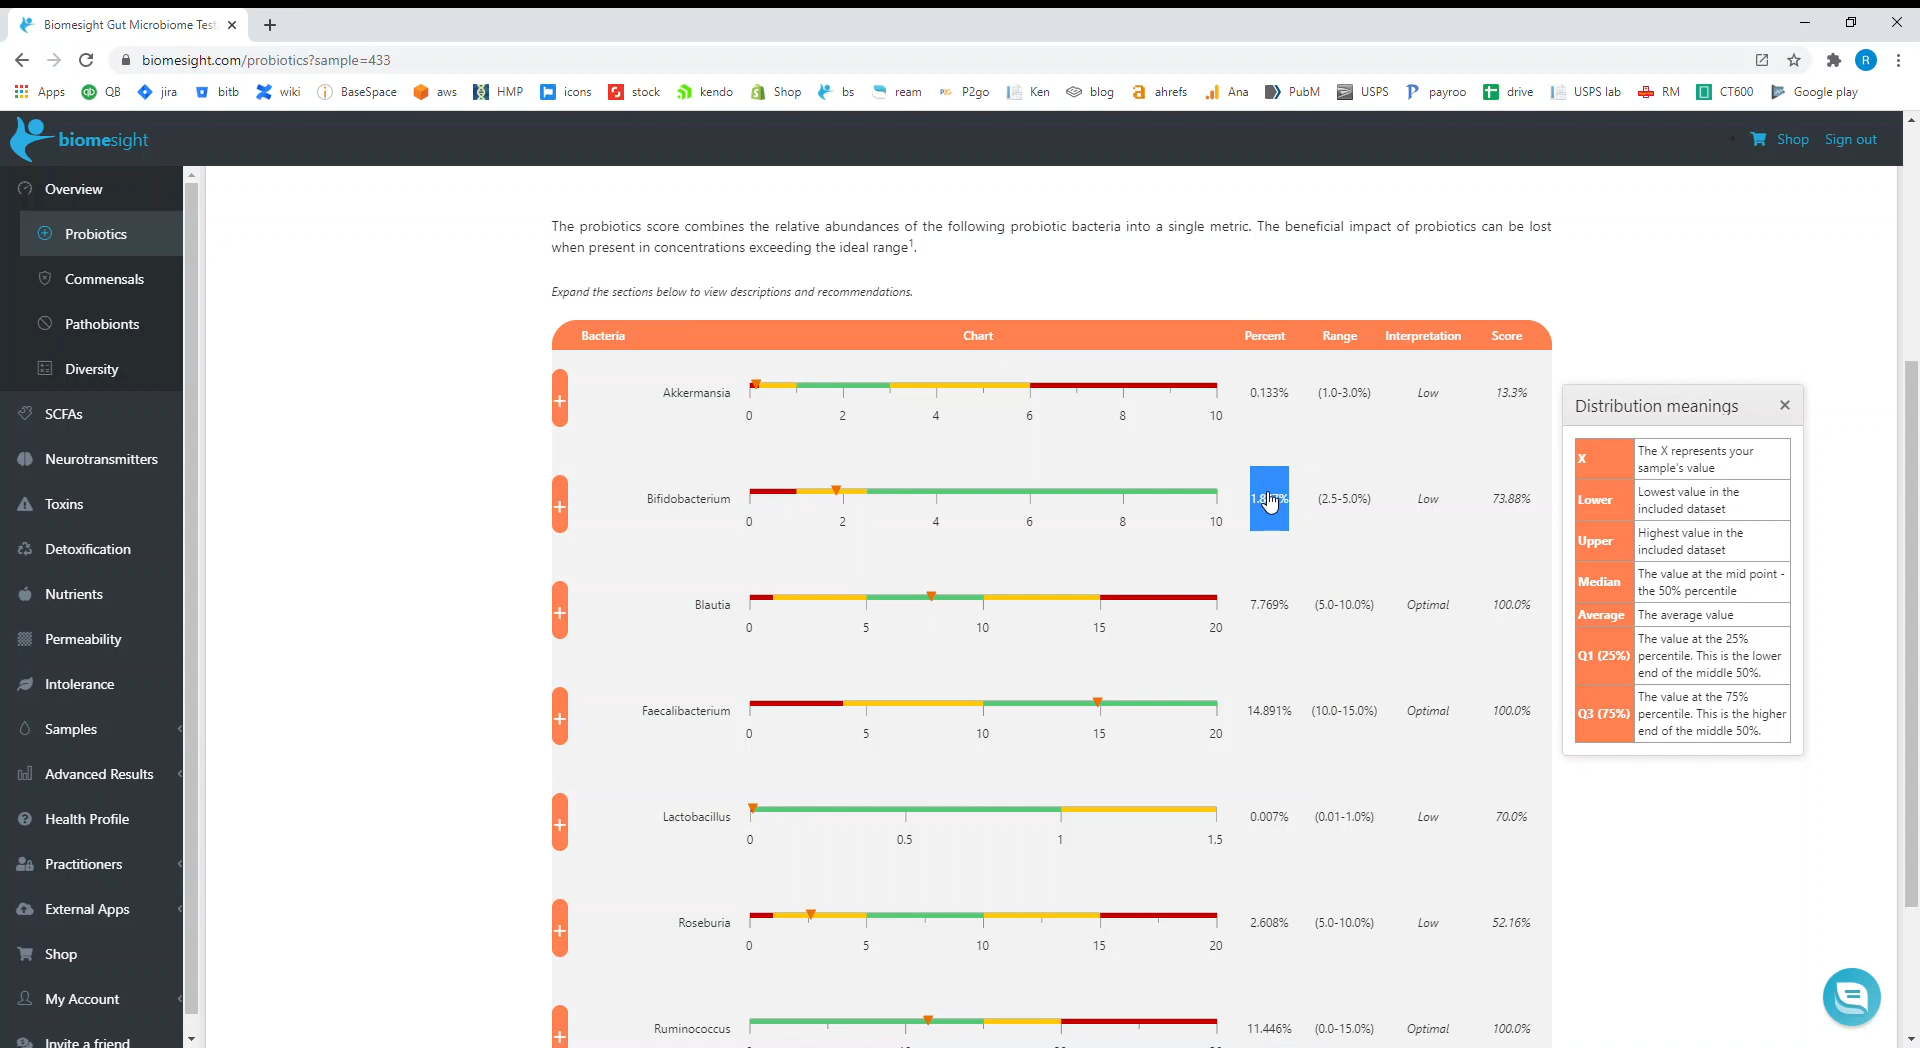 Biomesight Gut Microbiome Test
biomesight.com/probiotics?sample=433
R
Apps QB jira bitb wiki BaseSpace aws HMP icons stock kendo Shop bs ream P2go Ken blog ahrefs Ana PubM USPS payroo drive USPS lab RM CT600 Google play
biomesight
Shop Sign out
Overview
Probiotics
Commensals
Pathobionts
Diversity
SCFAs
Neurotransmitters
Toxins
Detoxification
Nutrients
Permeability
Intolerance
Samples
Advanced Results
Health Profile
Practitioners
External Apps
Shop
My Account
Invite a friend
The probiotics score combines the relative abundances of the following probiotic bacteria into a single metric. The beneficial impact of probiotics can be lost
when present in concentrations exceeding the ideal range1.
Expand the sections below to view descriptions and recommendations.
Bacteria Chart Percent Range Interpretation Score
+ Akkermansia 0.133% (1.0-3.0%) Low 13.3%
0 2 4 6 8 10
+ Bifidobacterium (2.5-5.0%) Low 73.88%
0 2 4 6 8 10
+ Blautia 7.769% (5.0-10.0%) Optimal 100.0%
0 5 10 15 20
+ Faecalibacterium 14.891% (10.0-15.0%) Optimal 100.0%
0 5 10 15 20
+ Lactobacillus 0.007% (0.01-1.0%) Low 70.0%
0 0.5 1 1.5
+ Roseburia 2.608% (5.0-10.0%) Low 52.16%
0 5 10 15 20
+ Ruminococcus 11.446% (0.0-15.0%) Optimal 100.0%
Distribution meanings
X The X represents your
sample's value
Lower Lowest value in the
included dataset
Upper Highest value in the
included dataset
Median The value at the mid point -
the 50% percentile
Average The average value
Q1 (25%) The value at the 25%
percentile. This is the lower
end of the middle 50%.
Q3 (75%) The value at the 75%
percentile. This is the higher
end of the middle 50%.